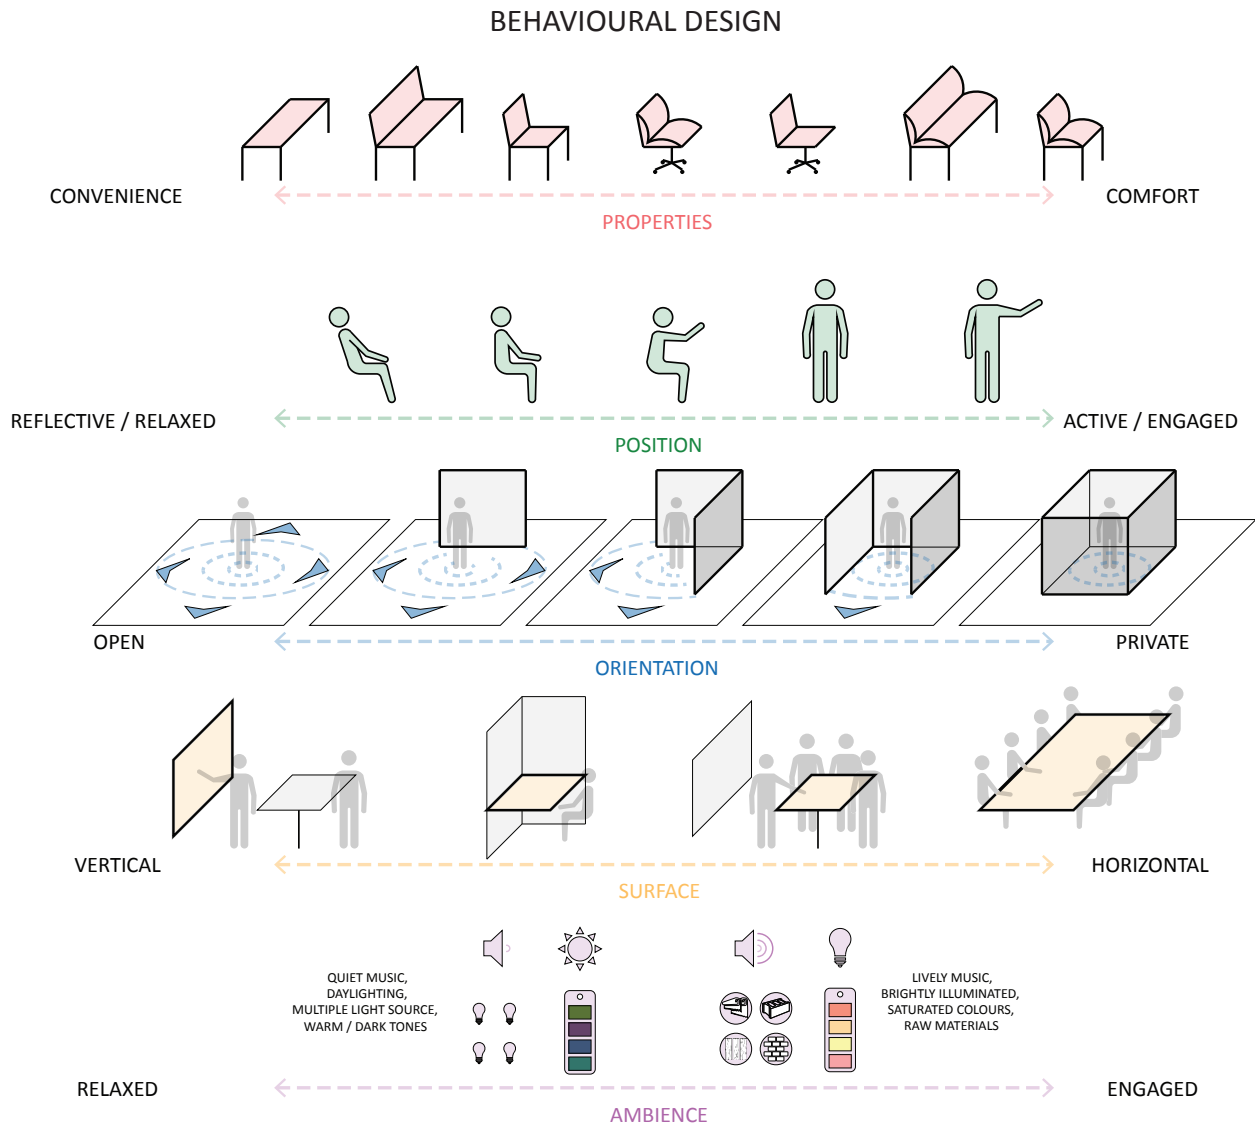 BEHAVIOURAL DESIGN
CONVENIENCE
COMFORT
PROPERTIES
REFLECTIVE / RELAXED
ACTIVE / ENGAGED
POSITION
OPEN
PRIVATE
ORIENTATION
VERTICAL
HORIZONTAL
SURFACE
QUIET MUSIC,
DAYLIGHTING,
MULTIPLE LIGHT SOURCE,
WARM / DARK TONES
LIVELY MUSIC,
BRIGHTLY ILLUMINATED,
SATURATED COLOURS,
RAW MATERIALS
RELAXED
ENGAGED
AMBIENCE